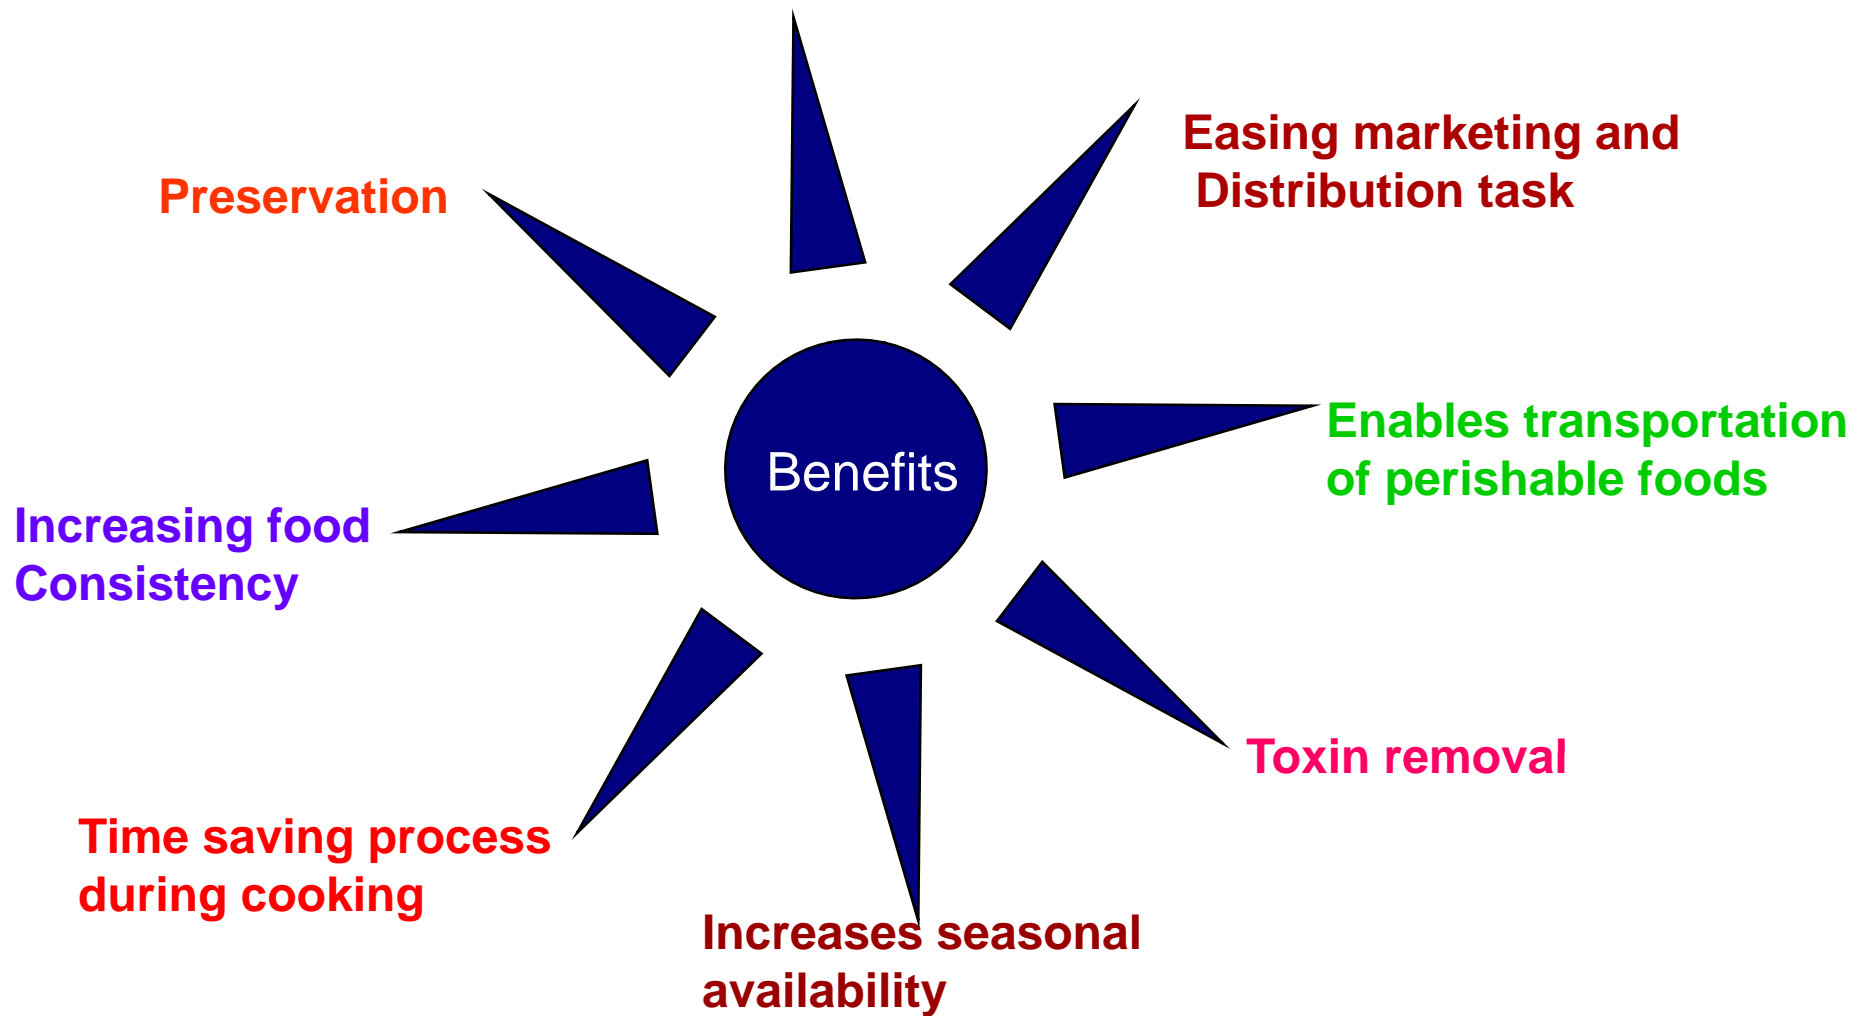 Easing marketing and
Distribution task
Preservation
Enables transportation
of perishable foods
Benefits
Increasing food
Consistency
Toxin removal
Time saving process
during cooking
Increases seasonal
availability